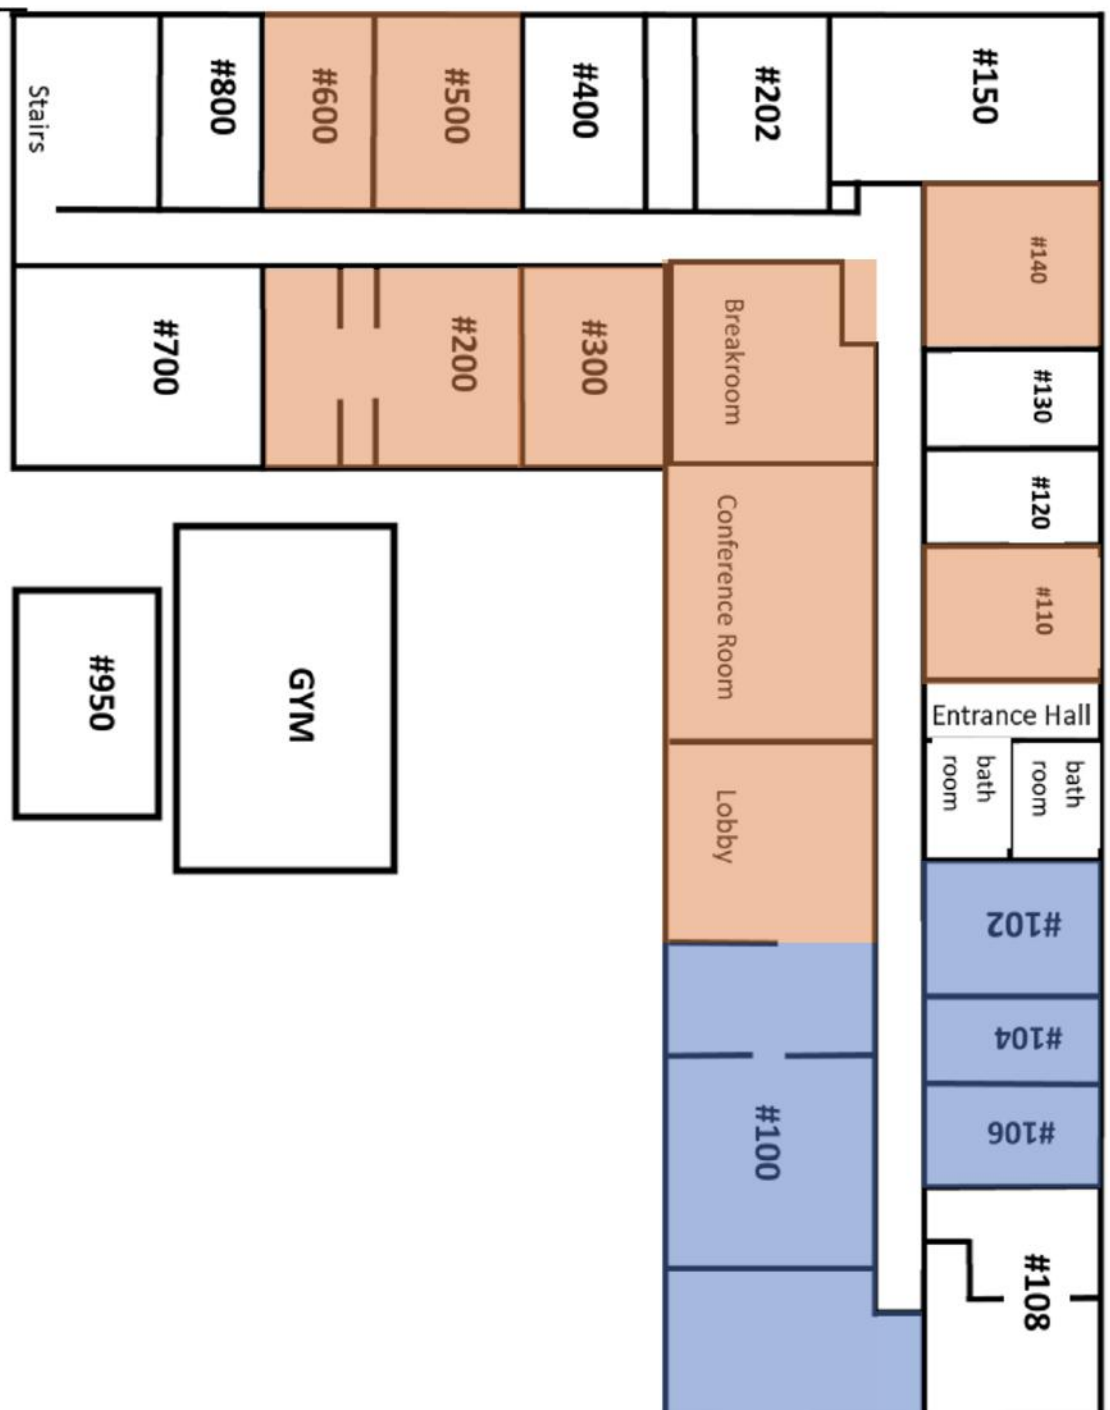 Stairs
#800
#600
#500
#400
#202
#150
#140
#700
#200
#300
Breakroom
#130
#120
Conference Room
#110
#950
GYM
Entrance Hall
bath
room
bath
room
Lobby
#102
#104
#100
#106
#108